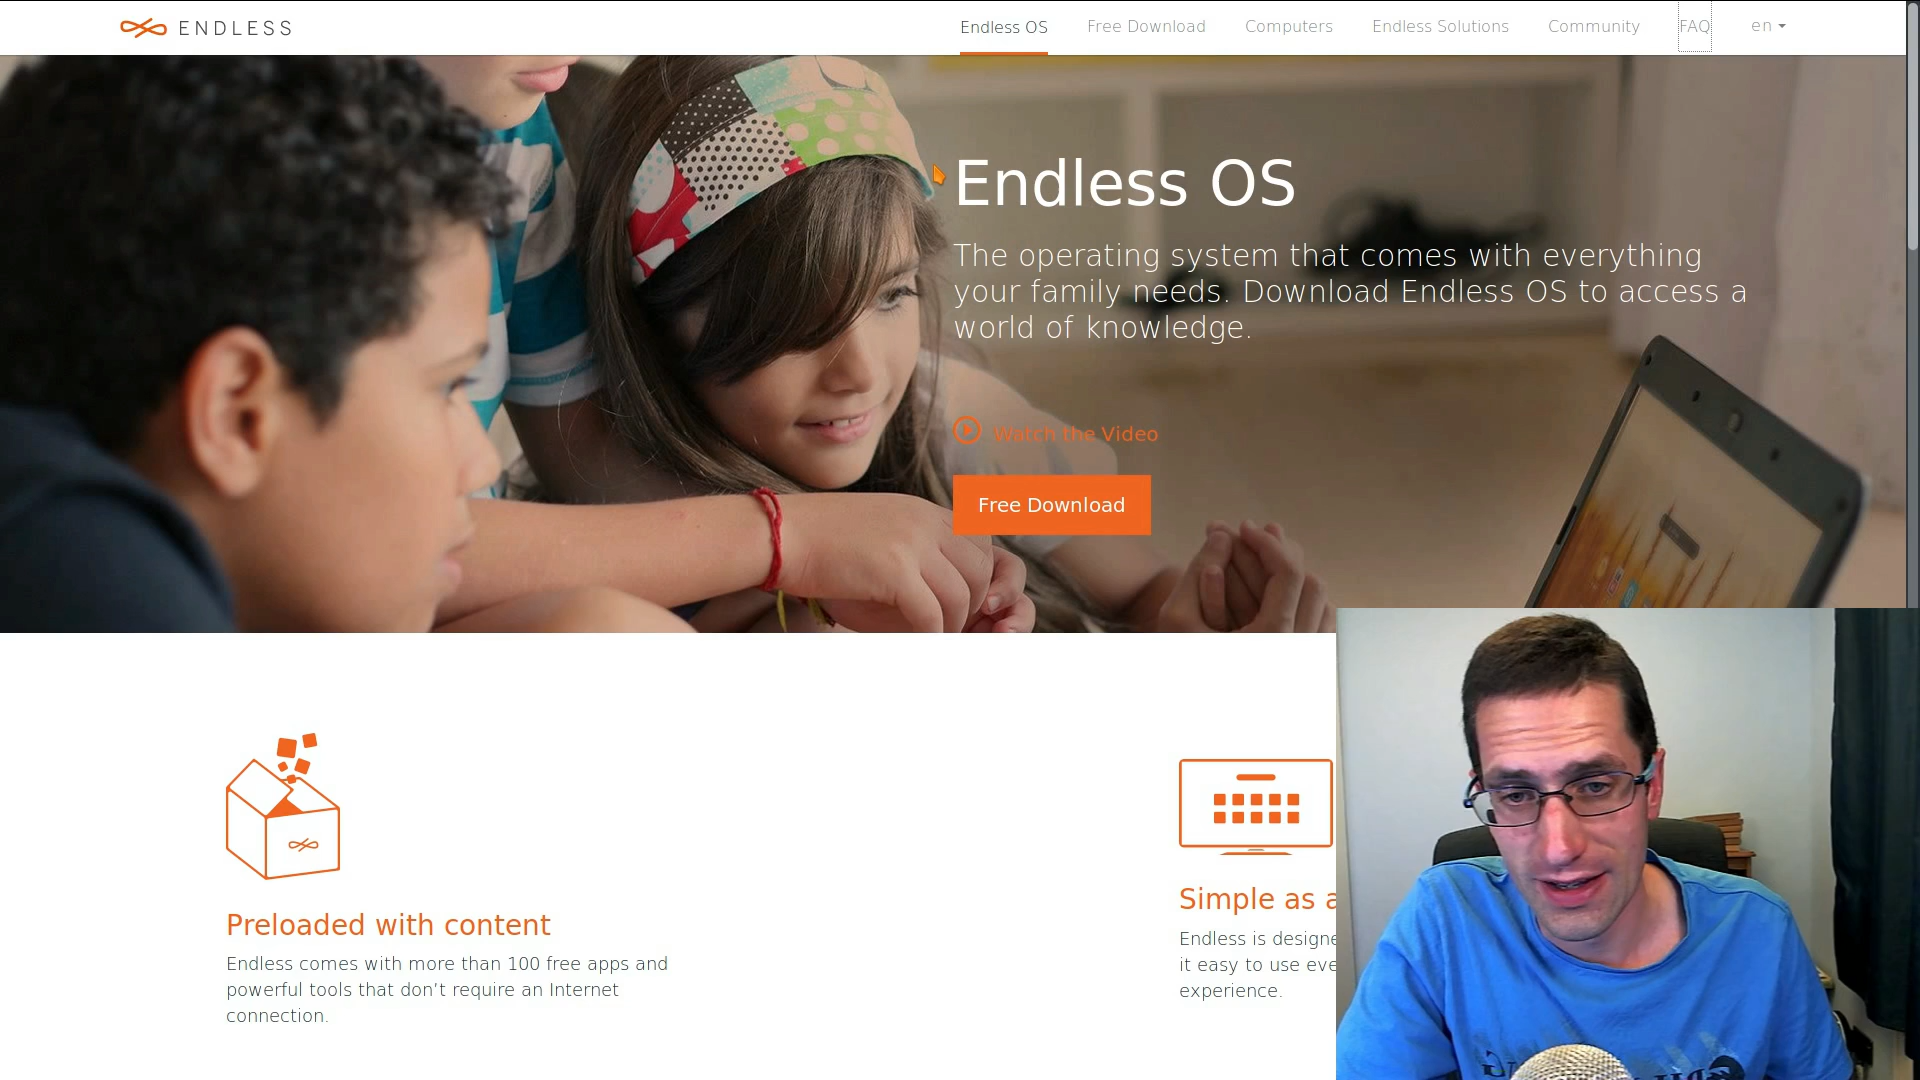 ENDLESS
Endless OS
Free Download
Computers
Endless Solutions
Community
FAQ
en
Endless OS
The operating system that comes with everything
your family needs. Download Endless OS to access a
world of knowledge.
Watch the Video
Free Download
Preloaded with content
Endless comes with more than 100 free apps and
powerful tools that don’t require an Internet
connection.
Simple as a
Endless is designe
it easy to use eve
experience.